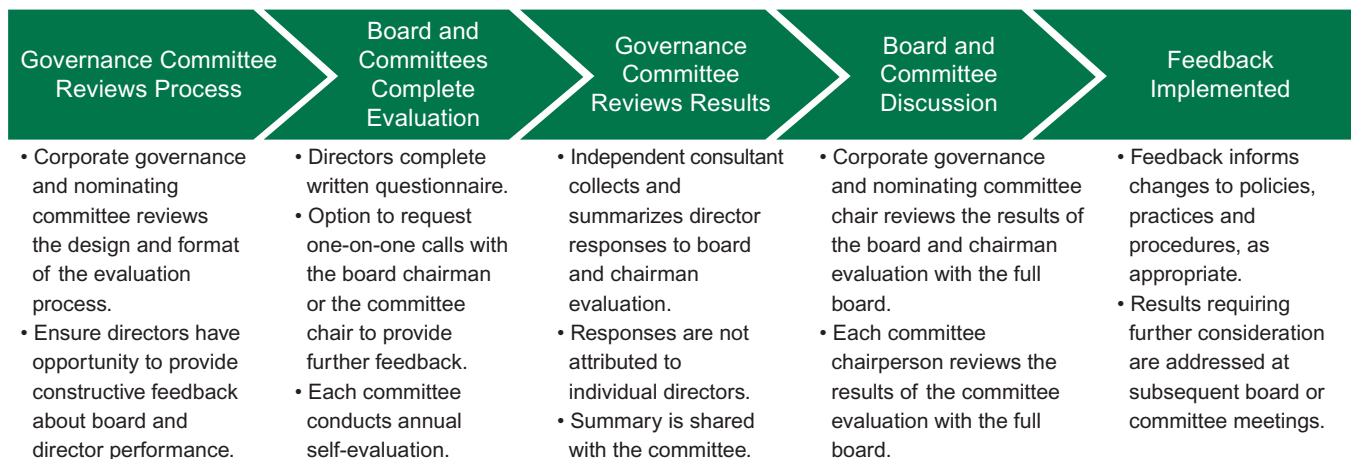 Governance Committee
Reviews Process
Board and
Committees
Complete
Evaluation
Governance
Committee
Reviews Results
Board and
Committee
Discussion
Feedback
Implemented
• Corporate governance
and nominating
committee reviews
the design and format
of the evaluation
process.
• Ensure directors have
opportunity to provide
constructive feedback
about board and
director performance.
• Directors complete
written questionnaire.
• Option to request
one-on-one calls with
the board chairman
or the committee
chair to provide
further feedback.
• Each committee
conducts annual
self-evaluation.
• Independent consultant
collects and
summarizes director
responses to board
and chairman
evaluation.
• Responses are not
attributed to
individual directors.
• Summary is shared
with the committee.
• Corporate governance
and nominating committee
chair reviews the results of
the board and chairman
evaluation with the full
board.
• Each committee
chairperson reviews the
results of the committee
evaluation with the full
board.
• Feedback informs
changes to policies,
practices and
procedures, as
appropriate.
• Results requiring
further consideration
are addressed at
subsequent board or
committee meetings.